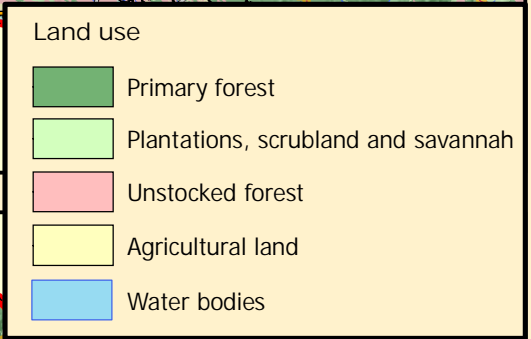 Land use
Primary forest
Plantations, scrubland and savannah
Unstocked forest
Agricultural land
Water bodies